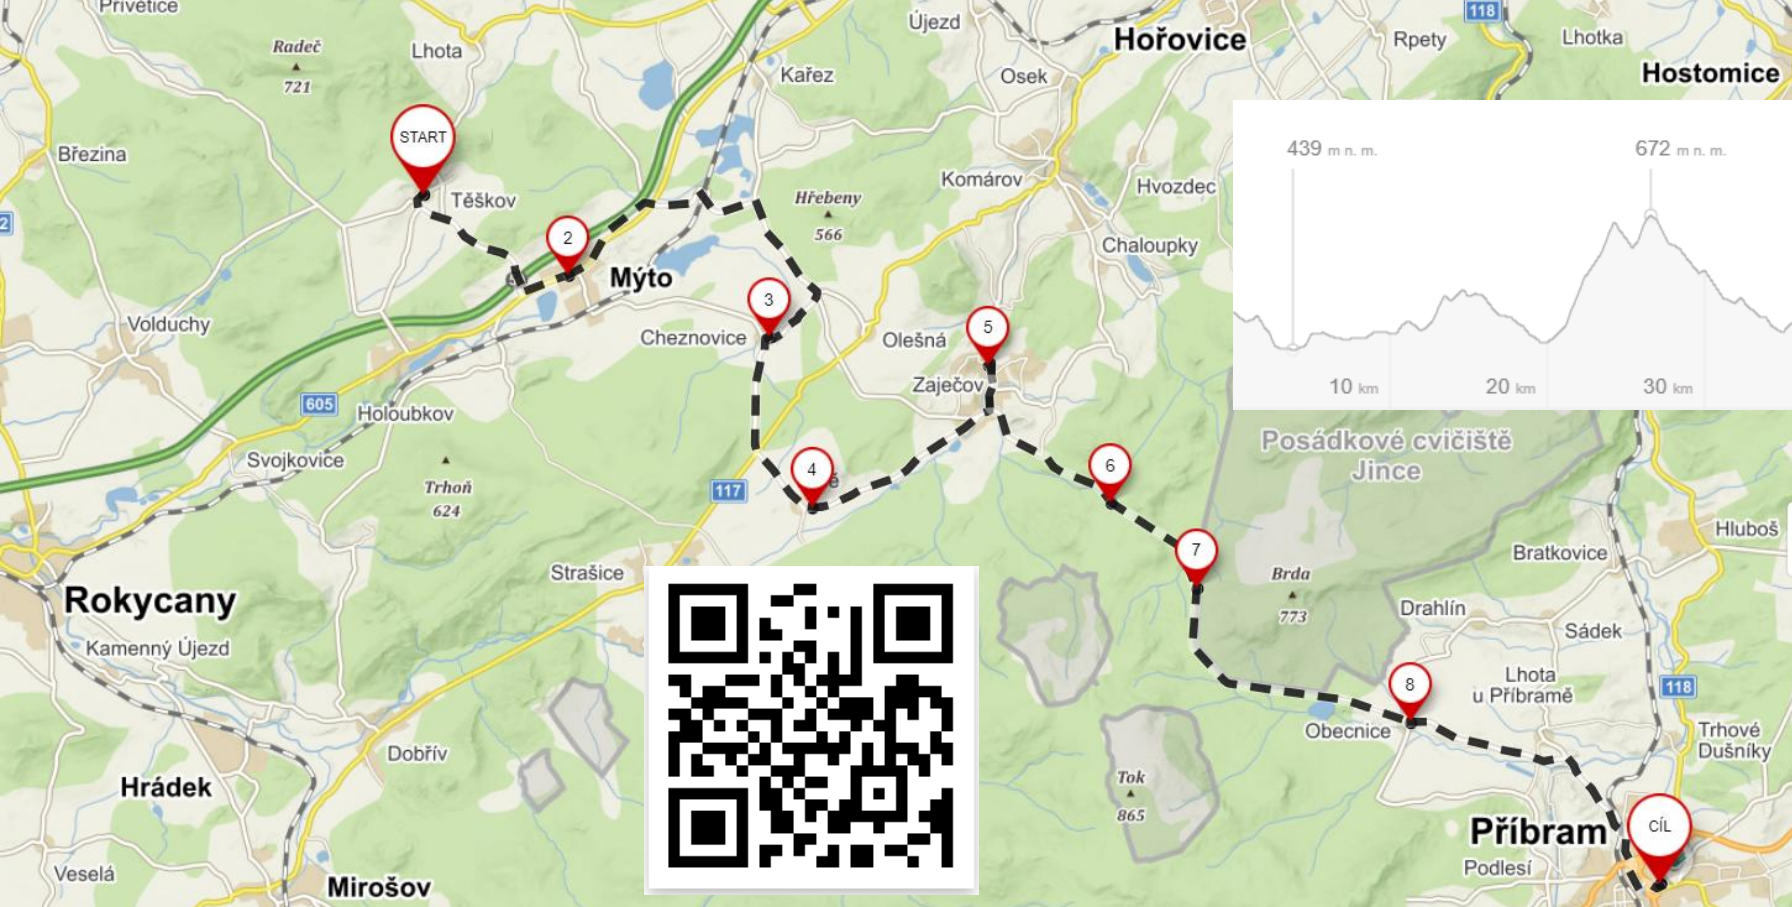 Přívětice
Újezd
118
Lhotka
Rpety
Hořovice
Radeč
721
Lhota
Kařez
Osek
Hostomice
START
439 m n. m.
672 m n. m.
Březina
Komárov
Hvozdec
Těškov
Hřebeny
566
2
2
Chaloupky
Mýto
3
5
Volduchy
Cheznovice
Olešná
Zaječov
10 km
20 km
30 km
605
Holoubkov
Posádkové cvičiště
Jince
Svojkovice
4
6
Trhoň
624
117
Hluboš
7
Bratkovice
Strašice
Brda
773
Rokycany
Drahlín
Sádek
Kamenný Újezd
8
Lhota
u Příbramě
118
Obecnice
Trhové
Dušníky
Dobřív
Tok
865
Hrádek
Příbram
CÍL
Podlesí
Veselá
Mirošov